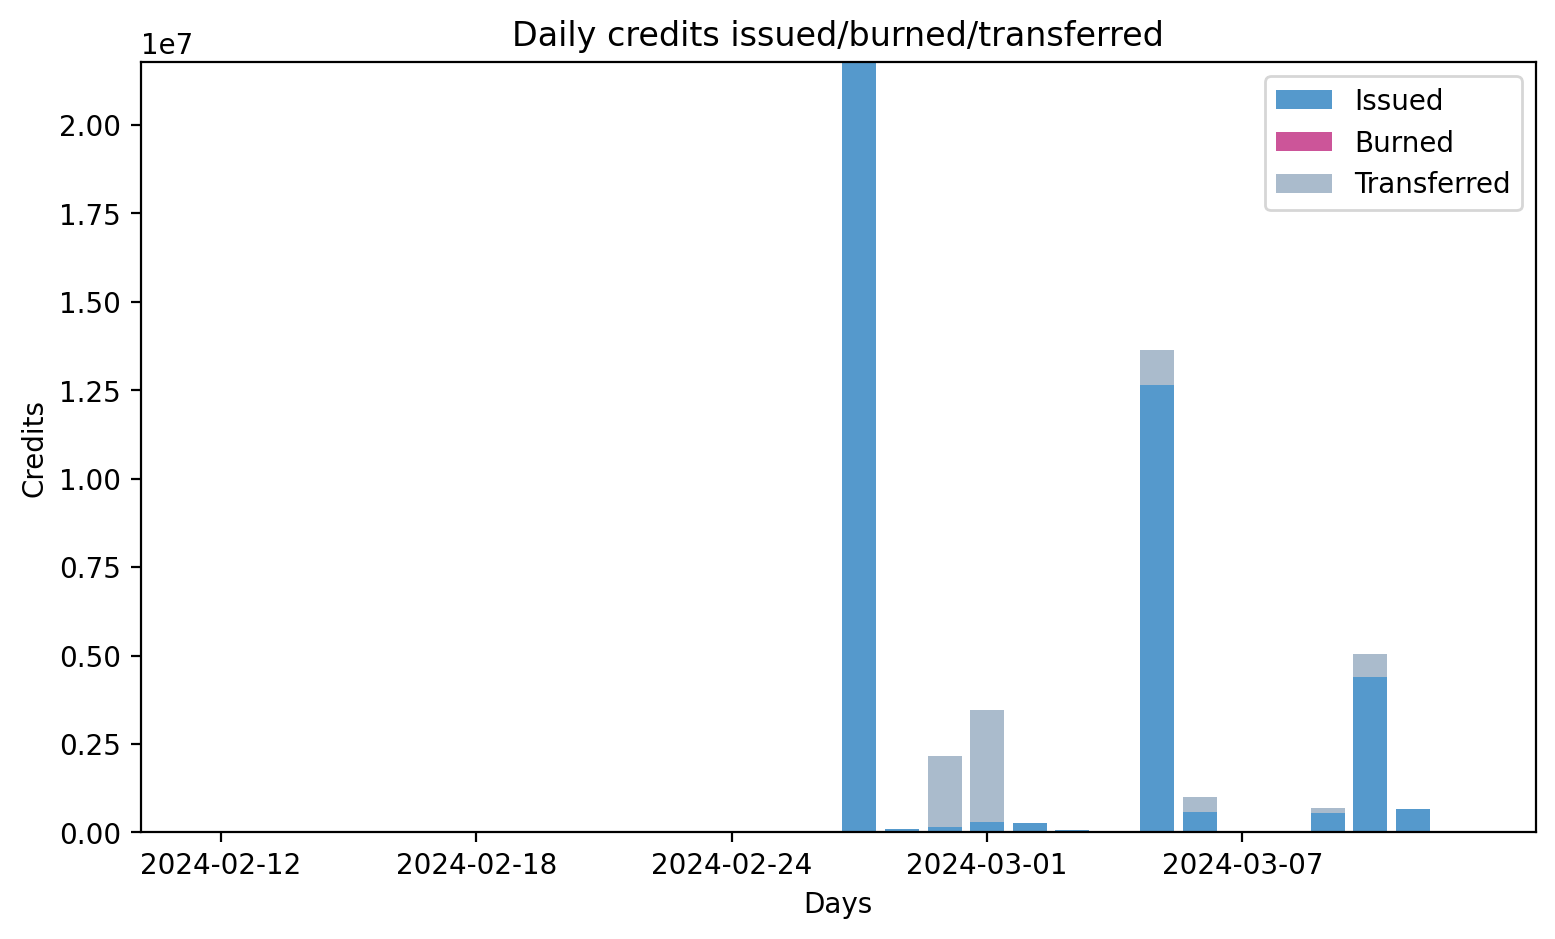 Daily credits issued/burned/transferred
1e7
Issued
Burned
Transferred
2.00
1.75
1.50
1.25
1.00
0.75
0.50
0.25
0.00
Credits
2024-02-12 2024-02-18 2024-02-24 2024-03-01 2024-03-07
Days